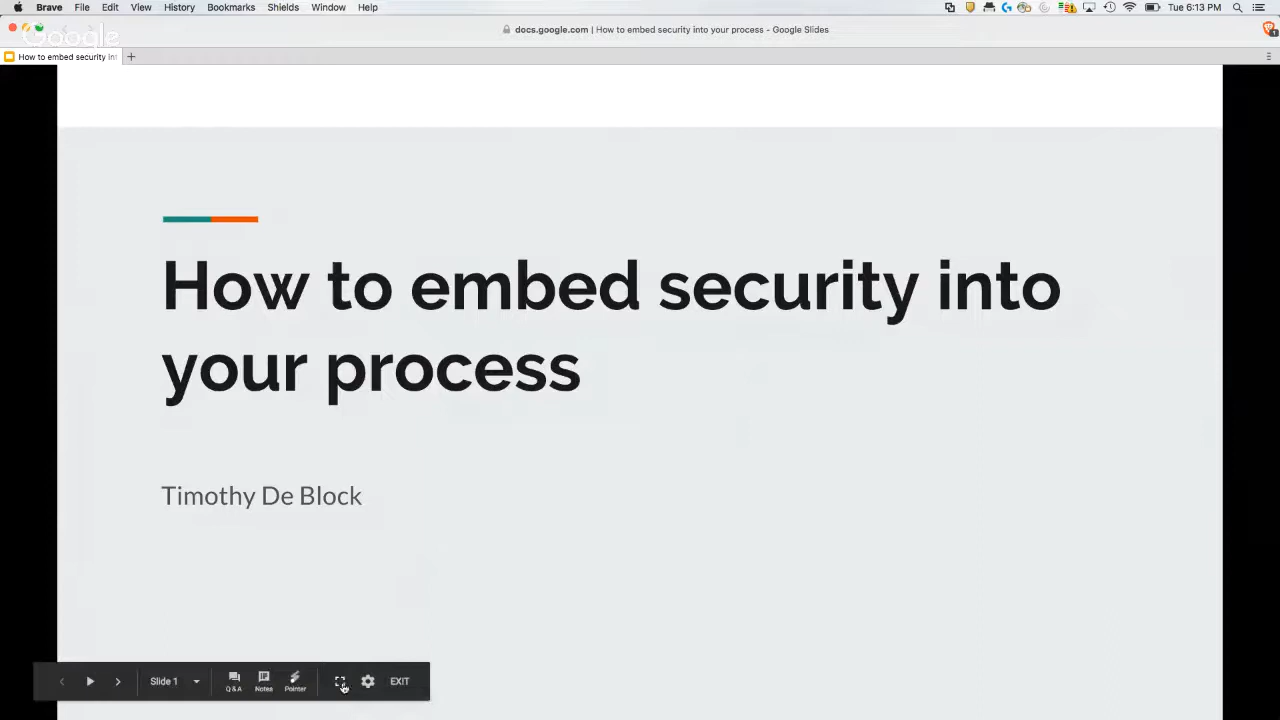 Brave File Edit View History Bookmarks Shields Window Help Tue 6:13 PM
Google
docs.google.com | How to embed security into your process - Google Slides
How to embed security int
How to embed security into
your process
Timothy De Block
Slide 1 Q & A Notes Pointer EXIT